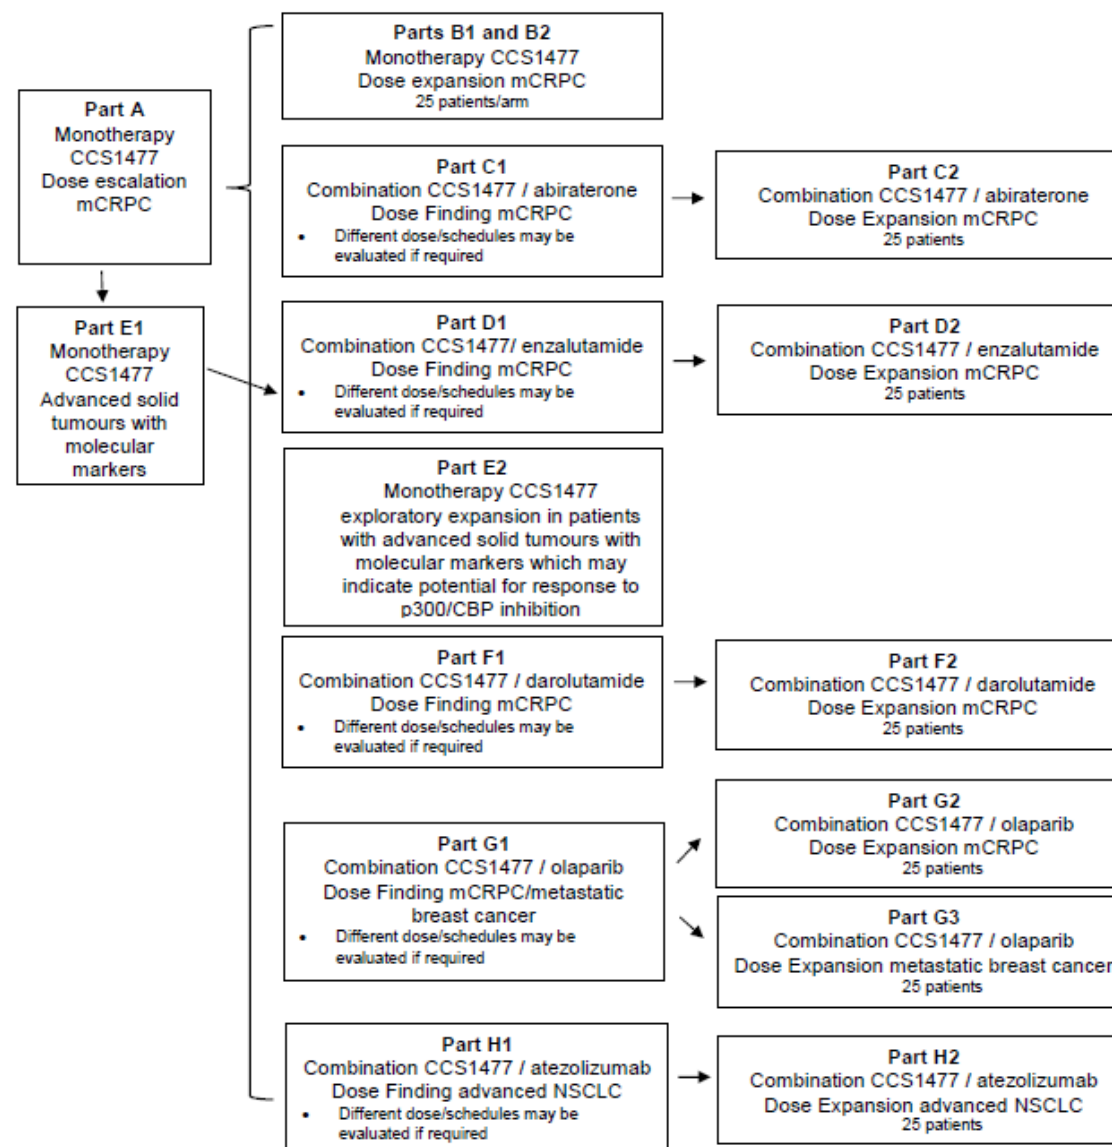 Part A
Monotherapy
CCS1477
Dose escalation
mCRPC
Part E1
Monotherapy
CCS1477
Advanced solid
tumours with
molecular
markers
Parts B1 and B2
Monotherapy CCS1477
Dose expansion mCRPC
25 patients/arm
Part C1
Combination CCS1477 / abiraterone
Dose Finding mCRPC
• Different dose/schedules may be
evaluated if required
Part C2
Combination CCS1477 / abiraterone
Dose Expansion mCRPC
25 patients
Part D1
Combination CCS1477/ enzalutamide
Dose Finding mCRPC
• Different dose/schedules may be
evaluated if required
Part D2
Combination CCS1477 / enzalutamide
Dose Expansion mCRPC
25 patients
Part E2
Monotherapy CCS1477
exploratory expansion in patients
with advanced solid tumours with
molecular markers which may
indicate potential for response to
p300/CBP inhibition
Part F1
Combination CCS1477 / darolutamide
Dose Finding mCRPC
• Different dose/schedules may be
evaluated if required
Part F2
Combination CCS1477 / darolutamide
Dose Expansion mCRPC
25 patients
Part G1
Combination CCS1477 / olaparib
Dose Finding mCRPC/metastatic
breast cancer
• Different dose/schedules may be
evaluated if required
Part G2
Combination CCS1477 / olaparib
Dose Expansion mCRPC
25 patients
Part G3
Combination CCS1477 / olaparib
Dose Expansion metastatic breast cancer
25 patients
Part H1
Combination CCS1477 / atezolizumab
Dose Finding advanced NSCLC
• Different dose/schedules may be
evaluated if required
Part H2
Combination CCS1477 / atezolizumab
Dose Expansion advanced NSCLC
25 patients